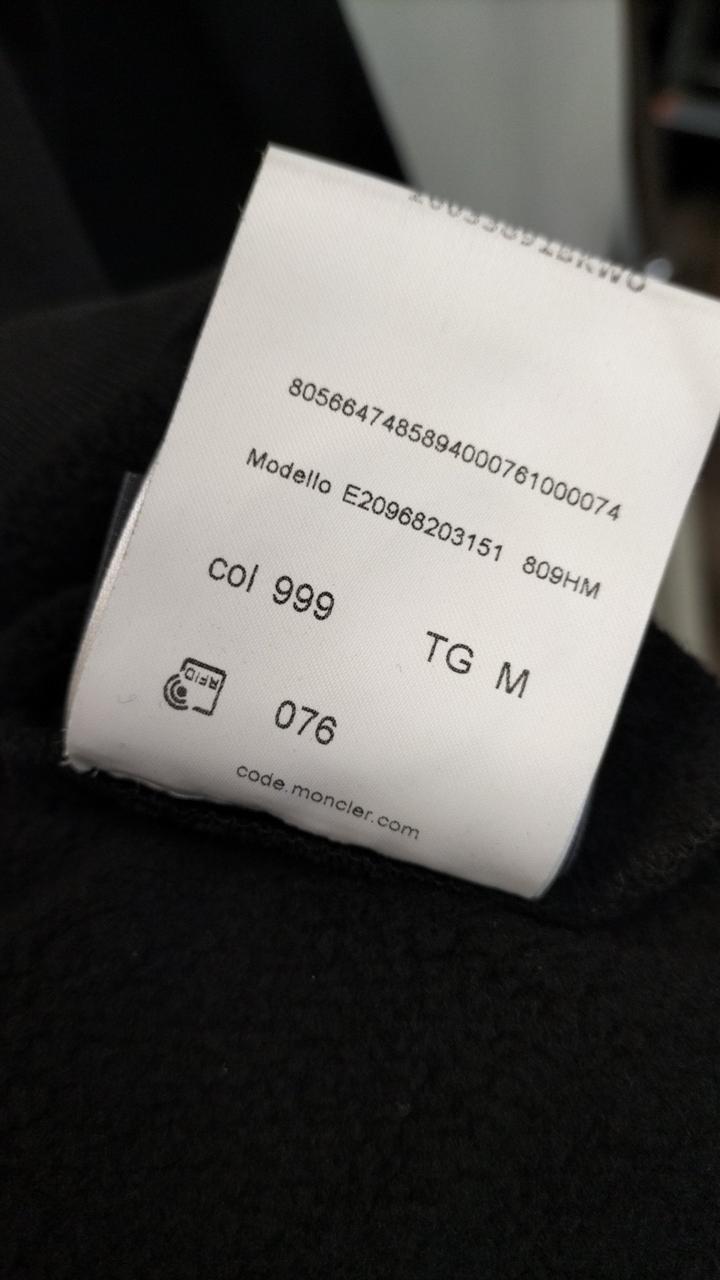 8056647485894000761000074
Modello E20968203151 809HM
col 999 TG M
RFID 076
code.moncler.com